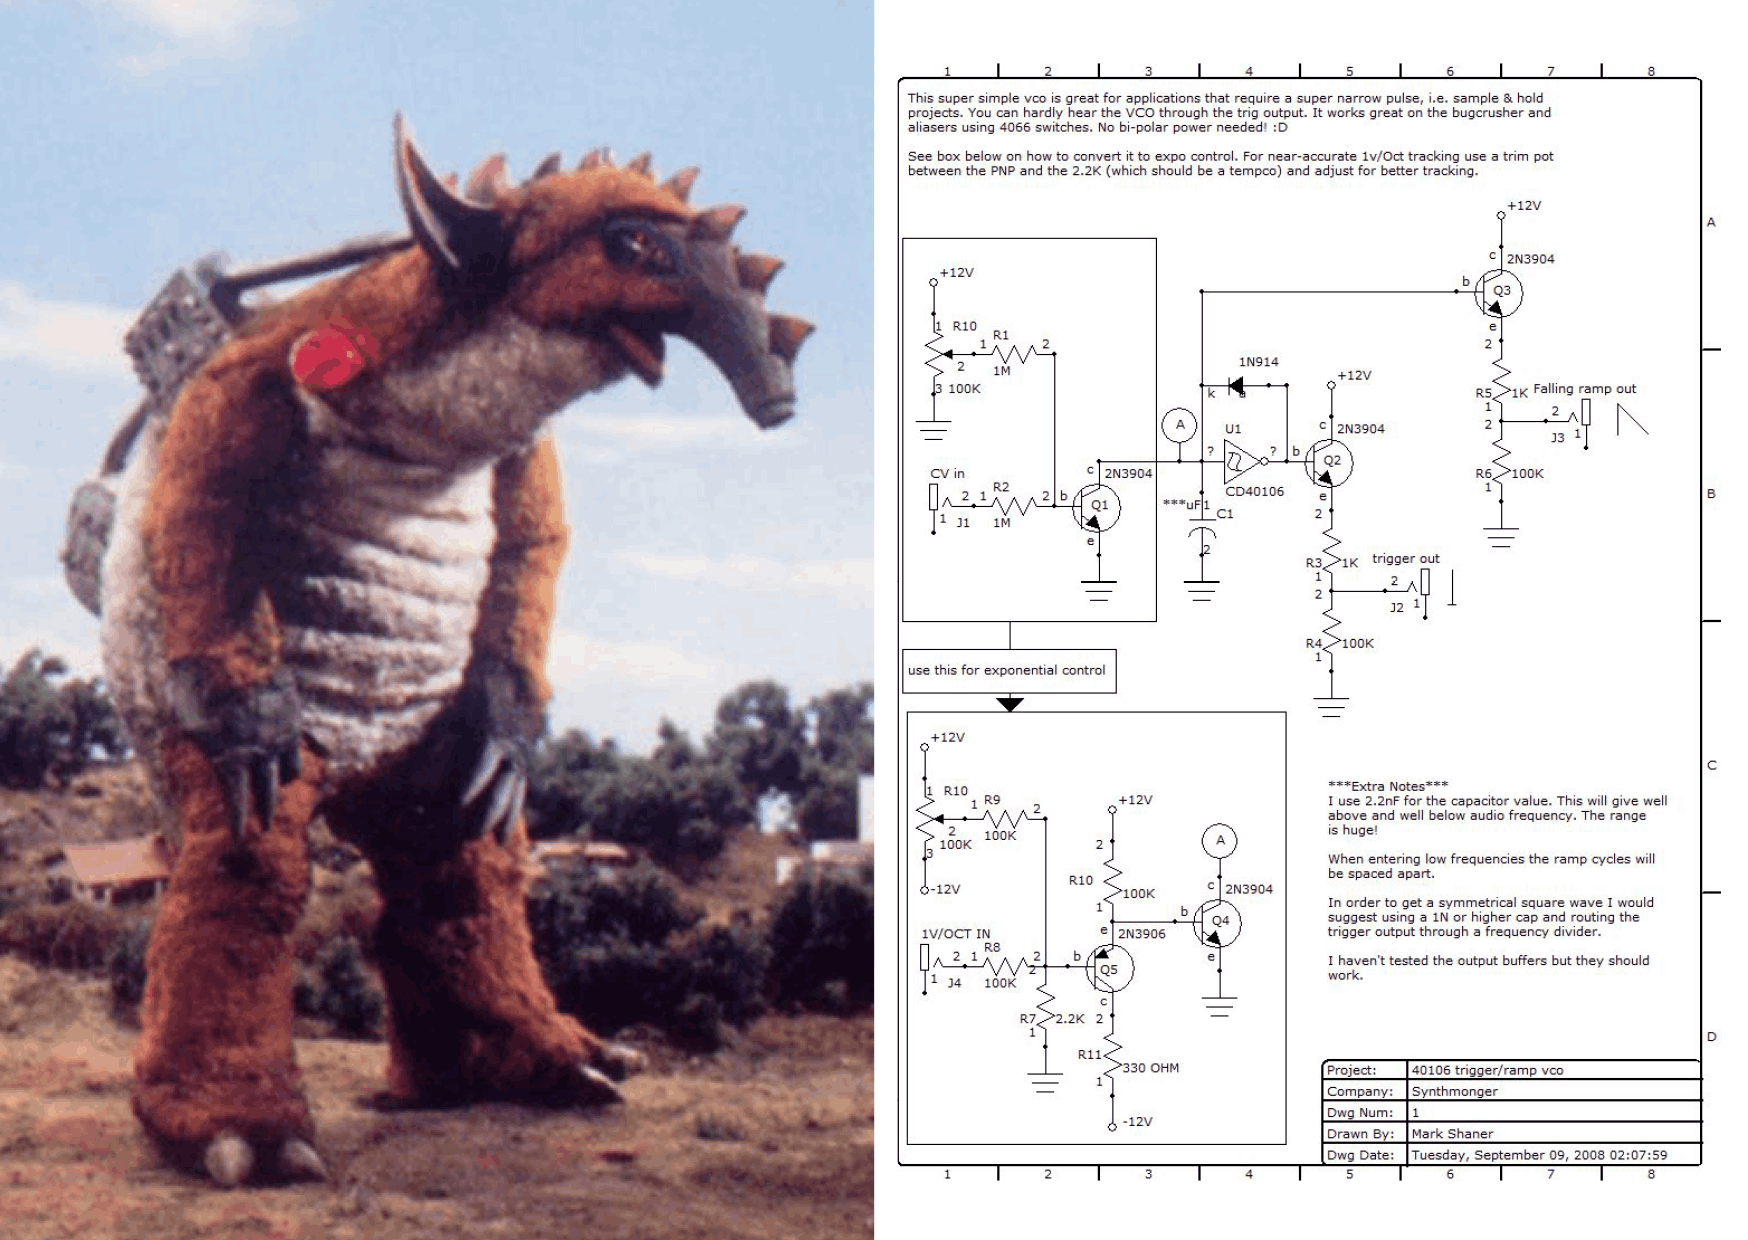 1 2 3 4 5 6 7 8
This super simple vco is great for applications that require a super narrow pulse, i.e. sample & hold
projects. You can hardly hear the VCO through the trig output. It works great on the bugcrusher and
aliasers using 4066 switches. No bi-polar power needed! :D
See box below on how to convert it to expo control. For near-accurate 1v/Oct tracking use a trim pot
between the PNP and the 2.2K (which should be a tempco) and adjust for better tracking.
+12V
A
c 2N3904
b Q3
e
2
R5 1K
1
Falling ramp out
2
J3 1
2
R6 100K
1
B
+12V
1 R10
2
3 100K
1 R1 2
1M
CV in
2 1 R2 2
1 J1 1M
b Q1
c 2N3904
e
A
1N914
k a
U1
? ?
CD40106
***uF 1
C1
2
+12V
c 2N3904
b Q2
e
2
R3 1K
1
trigger out
2
J2 1
2
R4 100K
1
use this for exponential control
C
+12V
1 R10
2
100K
3
-12V
1 R9 2
100K
1V/OCT IN
2 1 R8 2
1 J4 100K
2
R7 2.2K
1
+12V
2
R10 100K
1
e 2N3906
b Q5
c
2
R11 330 OHM
1
-12V
A
c 2N3904
b Q4
e
***Extra Notes***
I use 2.2nF for the capacitor value. This will give well
above and well below audio frequency. The range
is huge!
When entering low frequencies the ramp cycles will
be spaced apart.
In order to get a symmetrical square wave I would
suggest using a 1N or higher cap and routing the
trigger output through a frequency divider.
I haven't tested the output buffers but they should
work.
D
Project: 40106 trigger/ramp vco
Company: Synthmonger
Dwg Num: 1
Drawn By: Mark Shaner
Dwg Date: Tuesday, September 09, 2008 02:07:59
1 2 3 4 5 6 7 8